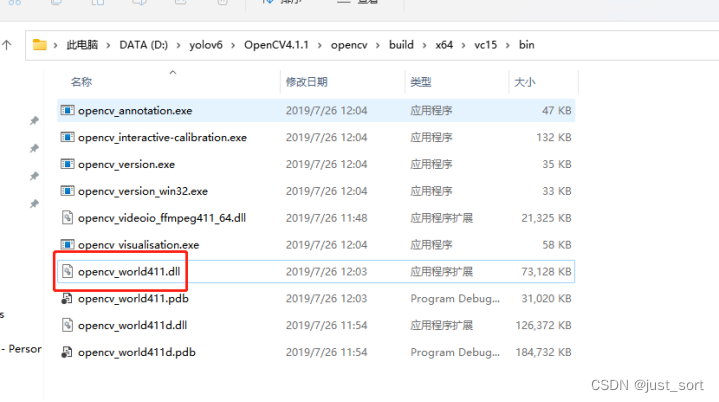 排序 查看
此电脑 › DATA (D:) › yolov6 › OpenCV4.1.1 › opencv › build › x64 › vc15 › bin
名称 修改日期 类型 大小
opencv_annotation.exe 2019/7/26 12:04 应用程序 47 KB
opencv_interactive-calibration.exe 2019/7/26 12:04 应用程序 132 KB
opencv_version.exe 2019/7/26 12:04 应用程序 35 KB
opencv_version_win32.exe 2019/7/26 12:04 应用程序 33 KB
opencv_videoio_ffmpeg411_64.dll 2019/7/26 11:48 应用程序扩展 21,325 KB
opencv_visualisation.exe 2019/7/26 12:04 应用程序 58 KB
opencv_world411.dll 2019/7/26 12:03 应用程序扩展 73,128 KB
opencv_world411.pdb 2019/7/26 12:03 Program Debug... 31,020 KB
s
opencv_world411d.dll 2019/7/26 11:54 应用程序扩展 126,372 KB
- Persor
opencv_world411d.pdb 2019/7/26 11:54 Program Debug... 184,732 KB
CSDN @just_sort